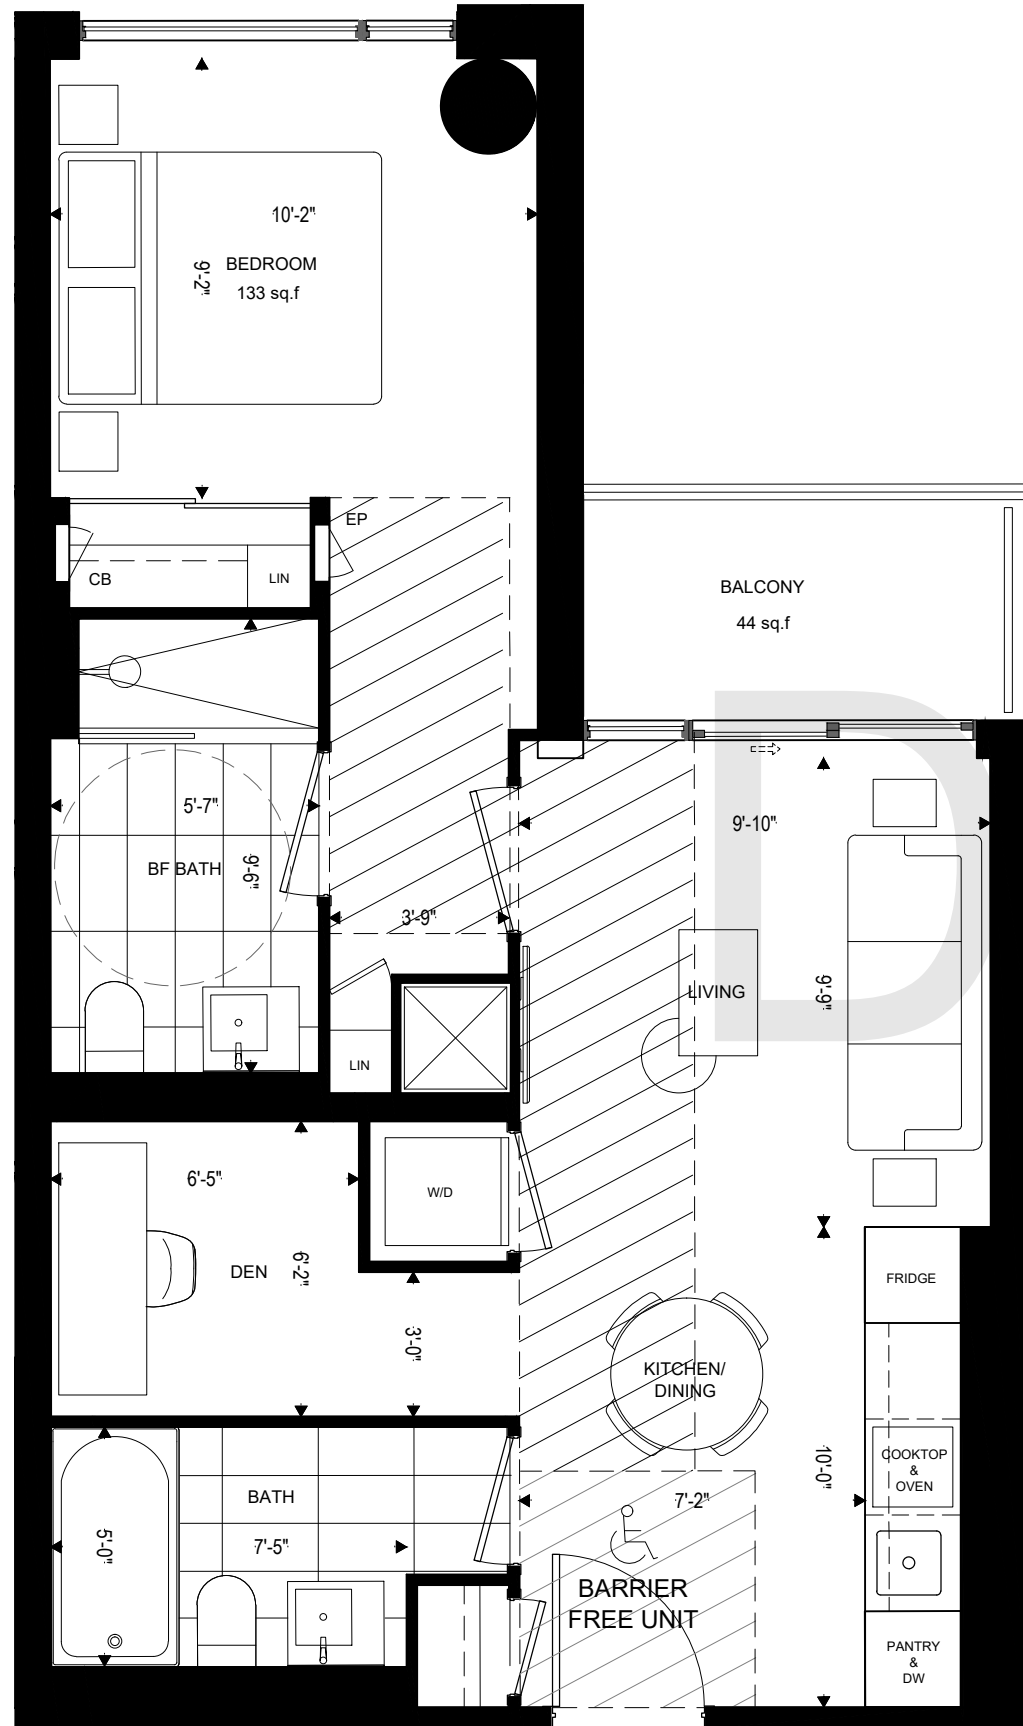 10'-2"
9'-2"
BEDROOM
133 sq.f
EP
CB
LIN
BALCONY
44 sq.f
D
5'-7"
9'-10"
BF BATH
9'-6"
3'-9"
LIVING
9'-9"
LIN
6'-5"
W/D
DEN
6'-2"
FRIDGE
3'-0"
KITCHEN/
DINING
COOKTOP
&
OVEN
10'-0"
BATH
7'-2"
7'-5"
5'-0"
BARRIER
FREE UNIT
PANTRY
&
DW